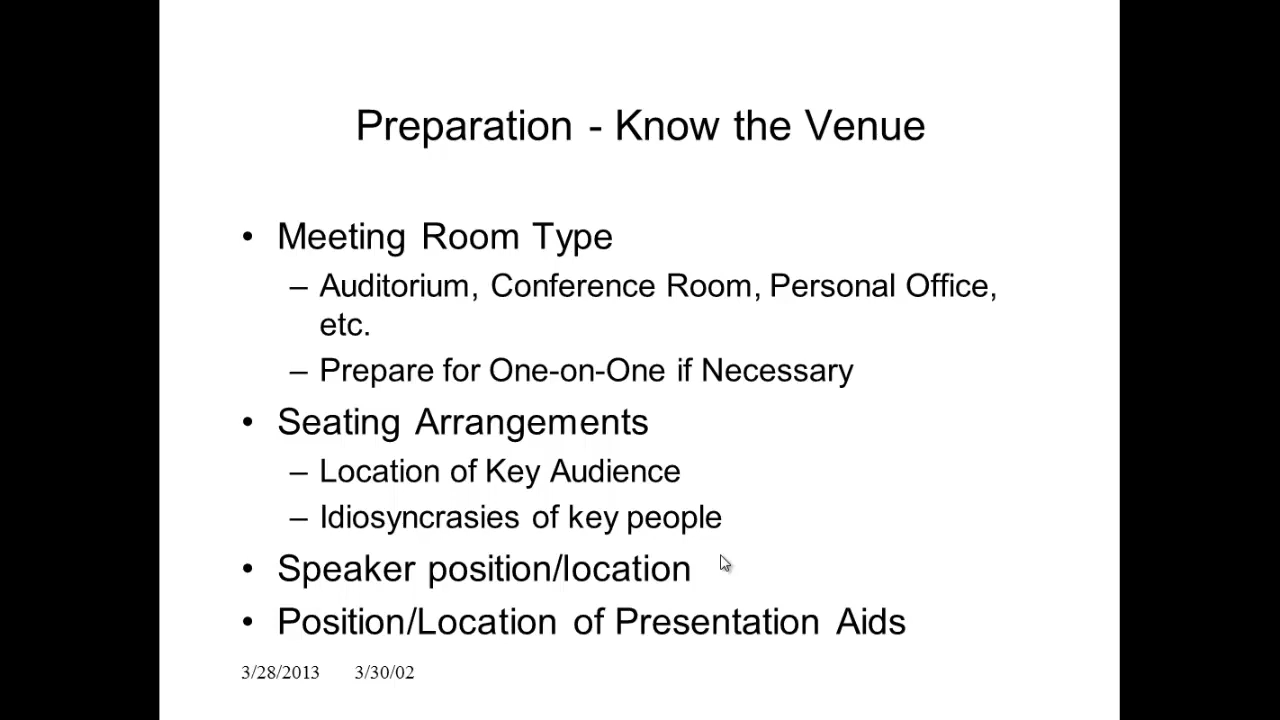 Preparation - Know the Venue
• Meeting Room Type
– Auditorium, Conference Room, Personal Office,
etc.
– Prepare for One-on-One if Necessary
• Seating Arrangements
– Location of Key Audience
– Idiosyncrasies of key people
• Speaker position/location
• Position/Location of Presentation Aids
3/28/2013 3/30/02